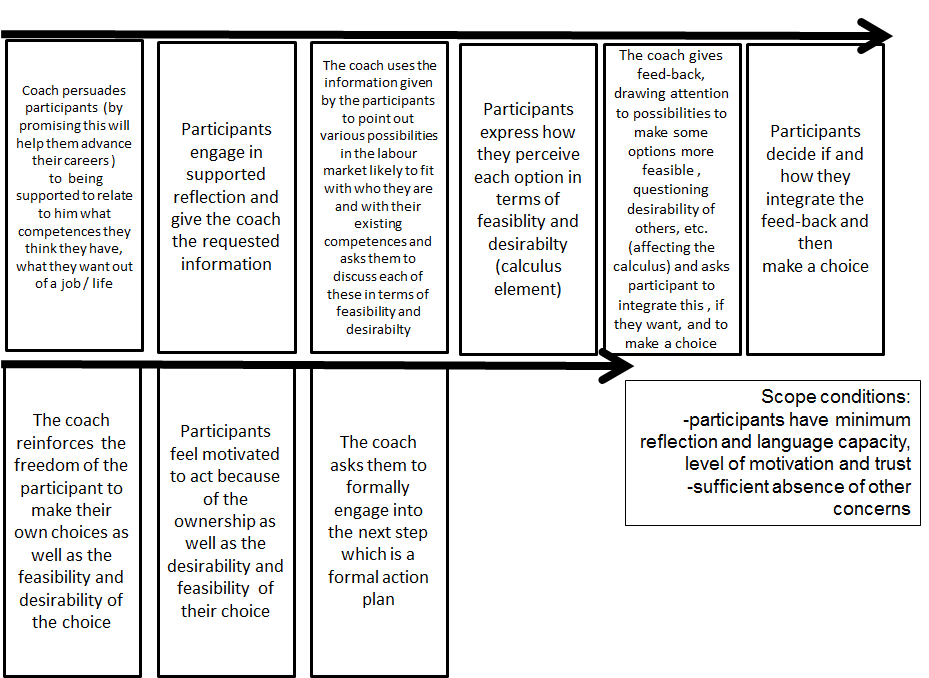 Coach persuades
participants (by
promising this will
help them advance
their careers )
to being
supported to relate
to him what
competences they
think they have,
what they want out
of a job / life
Participants
engage in
supported
reflection and
give the coach
the requested
information
The coach uses the
information given
by the participants
to point out
various possibilities
in the labour
market likely to fit
with who they are
and with their
existing
competences and
asks them to
discuss each of
these in terms of
feasibility and
desirabilty
Participants
express how
they perceive
each option in
terms of
feasiblity and
desirabilty
(calculus
element)
The coach gives
feed-back,
drawing attention
to possibilities to
make some
options more
feasible ,
questioning
desirability of
others, etc.
(affecting the
calculus) and asks
participant to
integrate this , if
they want, and to
make a choice
Participants
decide if and
how they
integrate the
feed-back and
then
make a choice
The coach
reinforces the
freedom of the
participant to
make their
own choices as
well as the
feasibility and
desirability of
the choice
Participants
feel motivated
to act because
of the
ownership as
well as the
desirability and
feasibility of
their choice
The coach
asks them to
formally
engage into
the next step
which is a
formal action
plan
Scope conditions:
-participants have minimum
reflection and language capacity,
level of motivation and trust
-sufficient absence of other
concerns